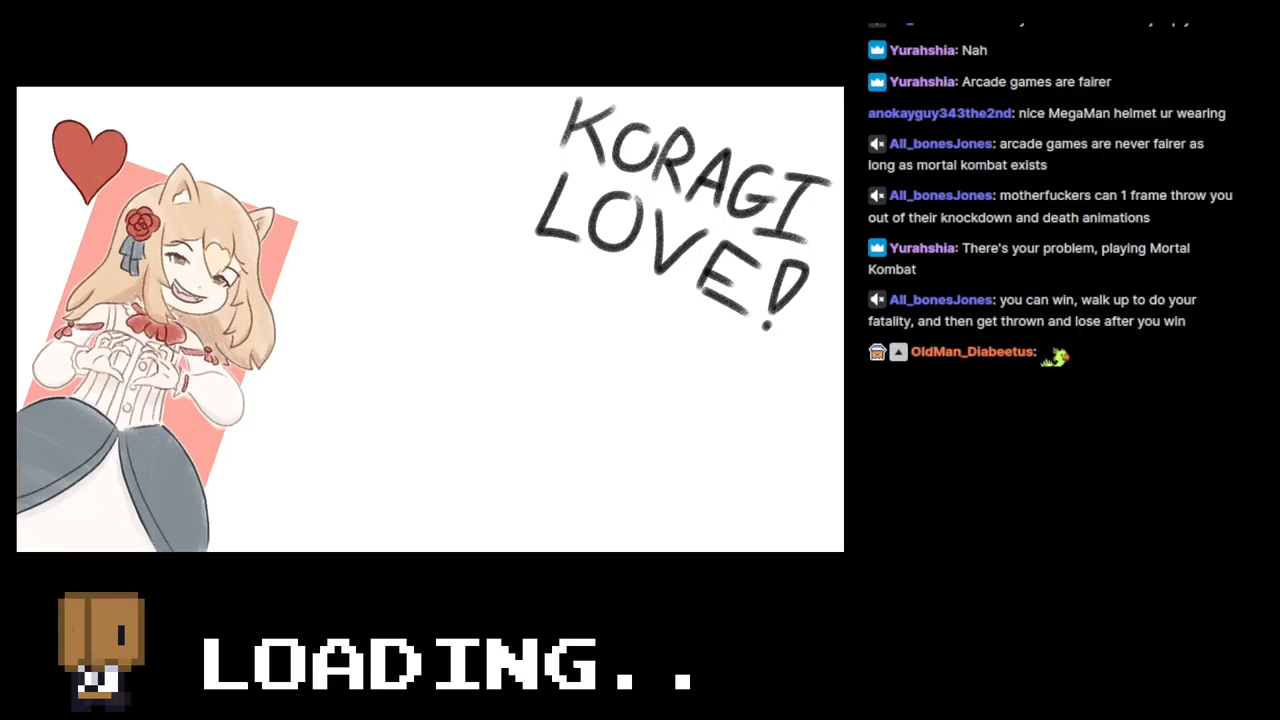 KORAGI
LOVE!
Yurahshia: Nah
Yurahshia: Arcade games are fairer
anokayguy343the2nd: nice MegaMan helmet ur wearing
All_bonesJones: arcade games are never fairer as
long as mortal kombat exists
All_bonesJones: motherfuckers can 1 frame throw you
out of their knockdown and death animations
Yurahshia: There's your problem, playing Mortal
Kombat
All_bonesJones: you can win, walk up to do your
fatality, and then get thrown and lose after you win
OldMan_Diabeetus:
LOADING..